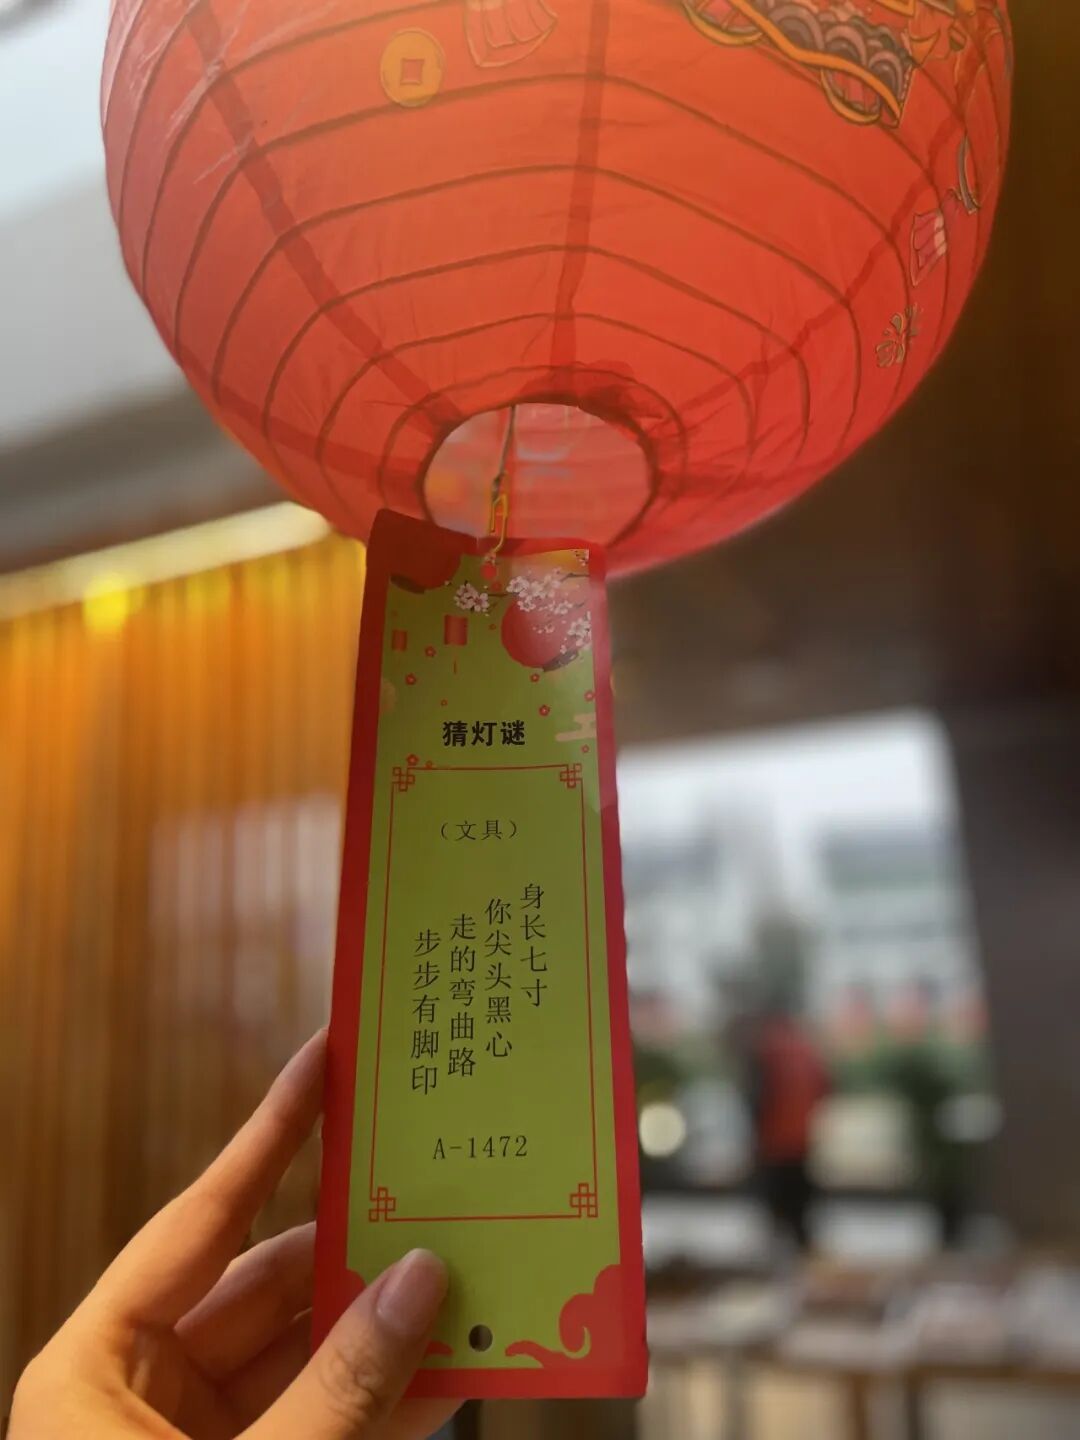 猜灯谜
（文具）
身长七寸
你尖头黑心
走的弯曲路
步步有脚印
A-1472